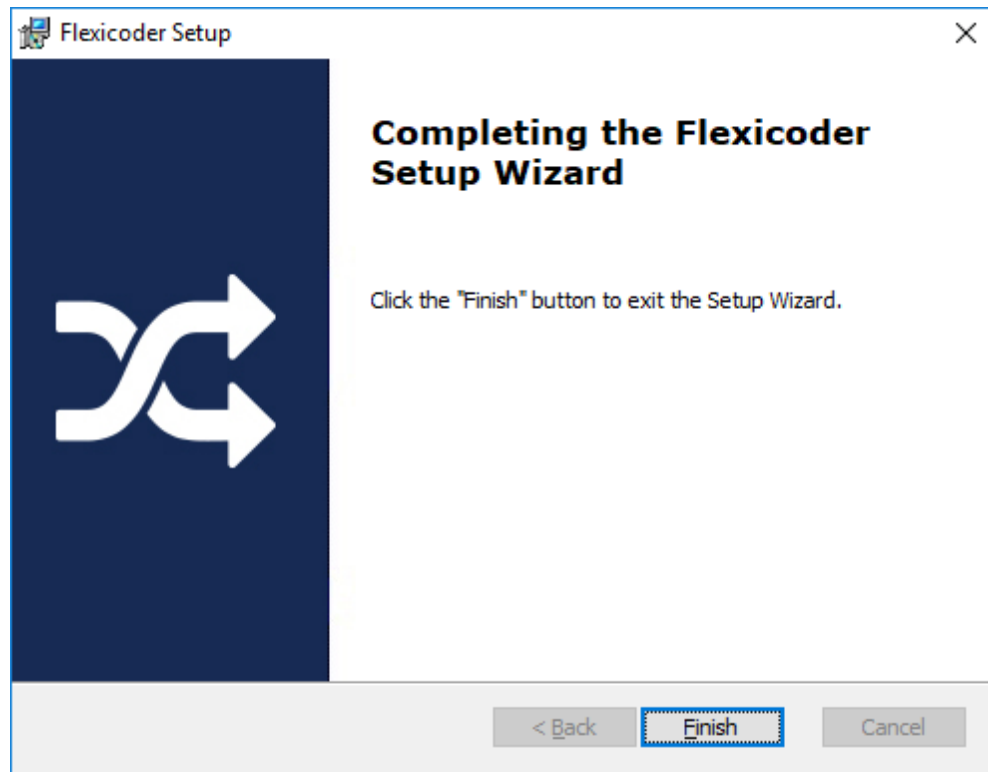 Flexicoder Setup
Completing the Flexicoder
Setup Wizard
Click the "Finish" button to exit the Setup Wizard.
< Back
Finish
Cancel